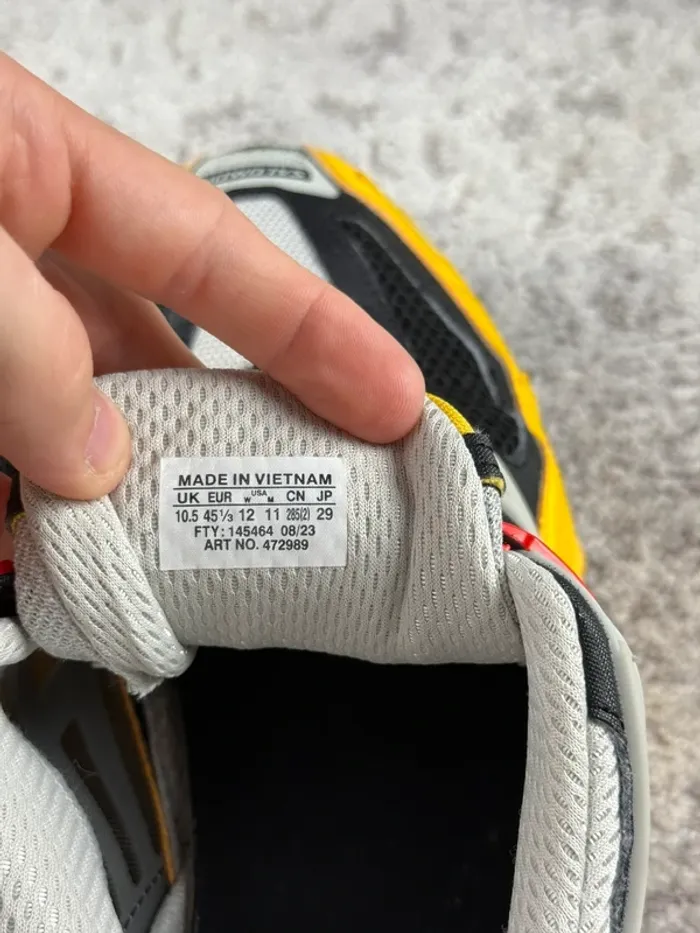 MADE IN VIETNAM
UK EUR W USA M CN JP
10.5 45⅓ 12 11 285(2) 29
FTY: 145464 08/23
ART NO. 472989